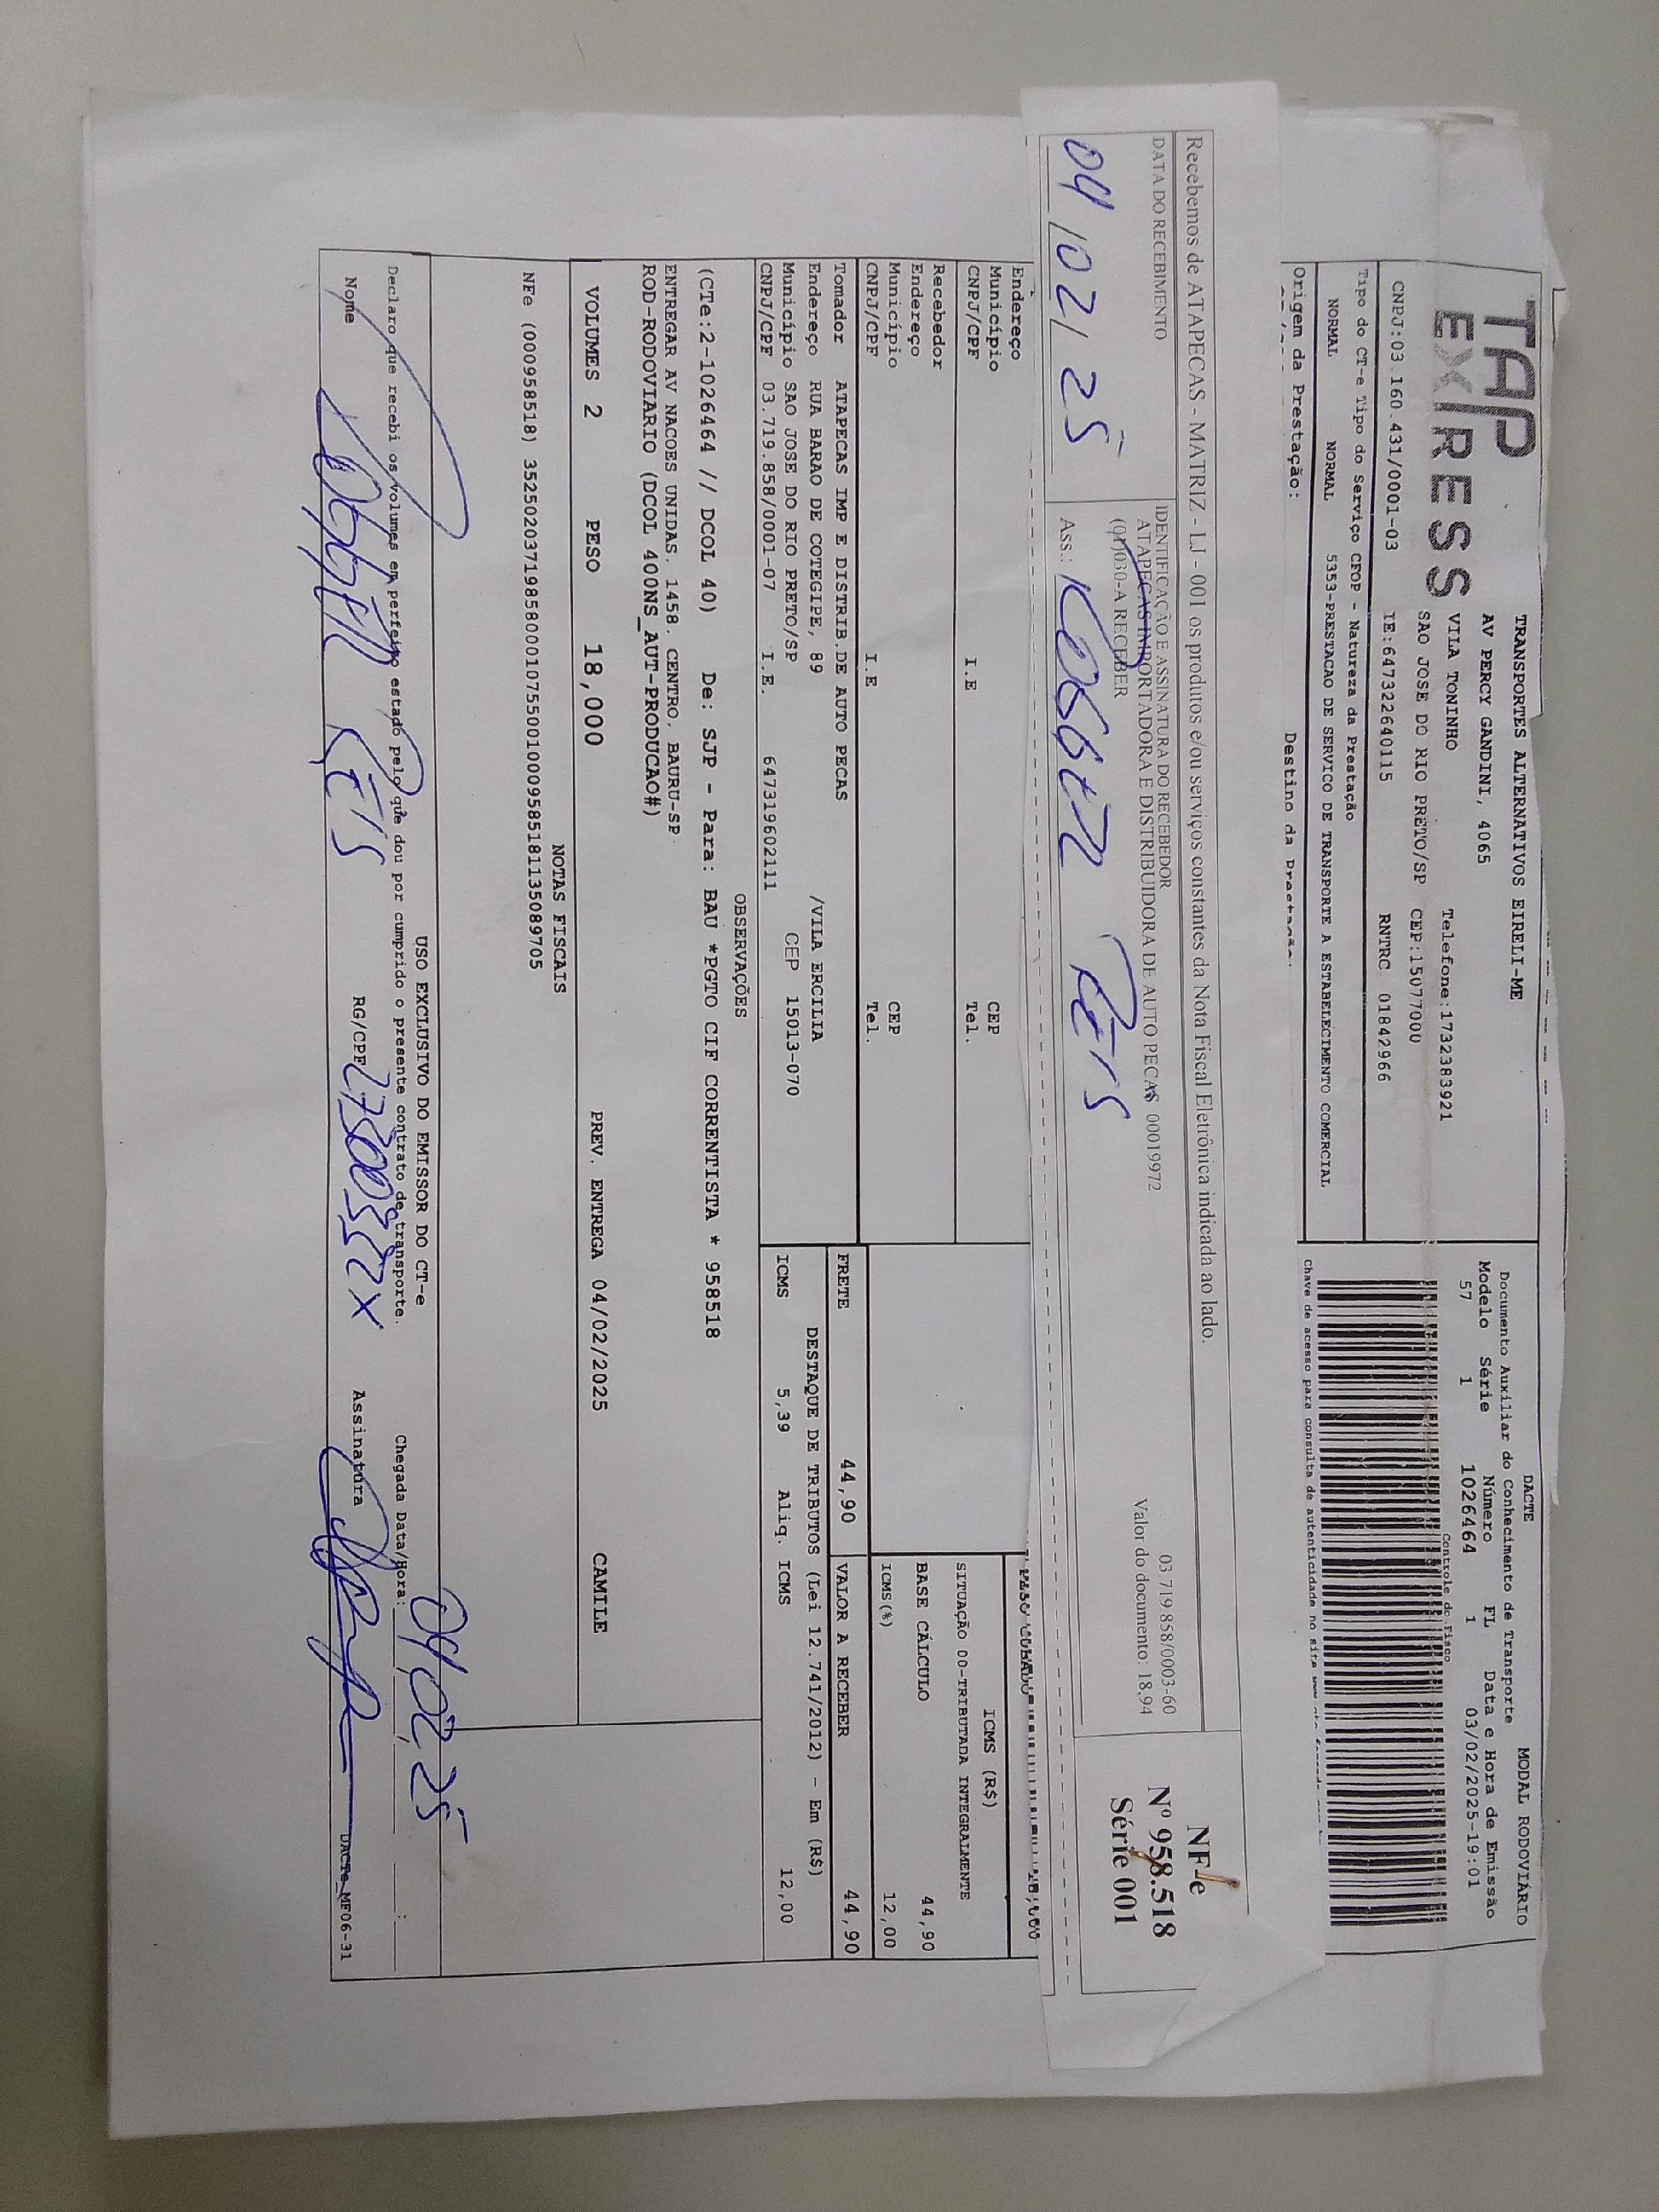 TAP
EXPRESS
TRANSPORTES ALTERNATIVOS EIRELI-ME
AV PERCY GANDINI, 4065
VILA TONINHO Telefone:1732383921
SAO JOSE DO RIO PRETO/SP CEP:15077000
CNPJ:03.160.431/0001-03 IE:647322640115 RNTRC 01842966
DACTE MODAL RODOVIÁRIO
Documento Auxiliar do Conhecimento de Transporte
Modelo Série Número FL Data e Hora de Emissão
57 1 1026464 1 03/02/2025-19:01
Controle do Fisco
Tipo do CT-e Tipo do Serviço CFOP - Natureza da Prestação
NORMAL NORMAL 5353-PRESTACAO DE SERVICO DE TRANSPORTE A ESTABELECIMENTO COMERCIAL
Chave de acesso para consulta de autenticidade no site
Origem da Prestação: Destino da Prestação:
Recebemos de ATAPECAS - MATRIZ - LJ - 001 os produtos e/ou serviços constantes da Nota Fiscal Eletrônica indicada ao lado.
DATA DO RECEBIMENTO
04/02/25
IDENTIFICAÇÃO E ASSINATURA DO RECEBEDOR
ATAPECAS IMPORTADORA E DISTRIBUIDORA DE AUTO PECAS 00019972
03.719.858/0003-60
(01)030-A RECEBER
Valor do documento: 18,94
Ass.: Reis
NF-e
Nº 958.518
Série 001
Endereço
Município CEP
CNPJ/CPF I.E Tel.
Recebedor
Endereço
Município CEP
CNPJ/CPF I.E Tel.
ICMS (R$)
SITUAÇÃO 00-TRIBUTADA INTEGRALMENTE
BASE CÁLCULO 44,90
ICMS(%) 12,00
Tomador ATAPECAS IMP E DISTRIB.DE AUTO PECAS
Endereço RUA BARAO DE COTEGIPE, 89 /VILA ERCILIA
Município SAO JOSE DO RIO PRETO/SP CEP 15013-070
CNPJ/CPF 03.719.858/0001-07 I.E. 647319602111
FRETE 44,90 VALOR A RECEBER 44,90
DESTAQUE DE TRIBUTOS (Lei 12.741/2012) - Em (R$)
ICMS 5,39 Aliq. ICMS 12,00
OBSERVAÇÕES
(CTe:2-1026464 // DCOL 40) De: SJP - Para: BAU *PGTO CIF CORRENTISTA * 958518
ENTREGAR AV NACOES UNIDAS, 1458. CENTRO, BAURU-SP
ROD-RODOVIARIO (DCOL 400NS_AUT-PRODUCAO#)
VOLUMES 2 PESO 18,000 PREV. ENTREGA 04/02/2025 CAMILE
NOTAS FISCAIS
NFe (000958518) 35250203719858000107550010009585181135089705
USO EXCLUSIVO DO EMISSOR DO CT-e
Declaro que recebi os volumes em perfeito estado pelo que dou por cumprido o presente contrato de transporte.
Chegada Data/Hora: 04/02/25
Nome Reis RG/CPF Assinatura
DACTe_MF06-31